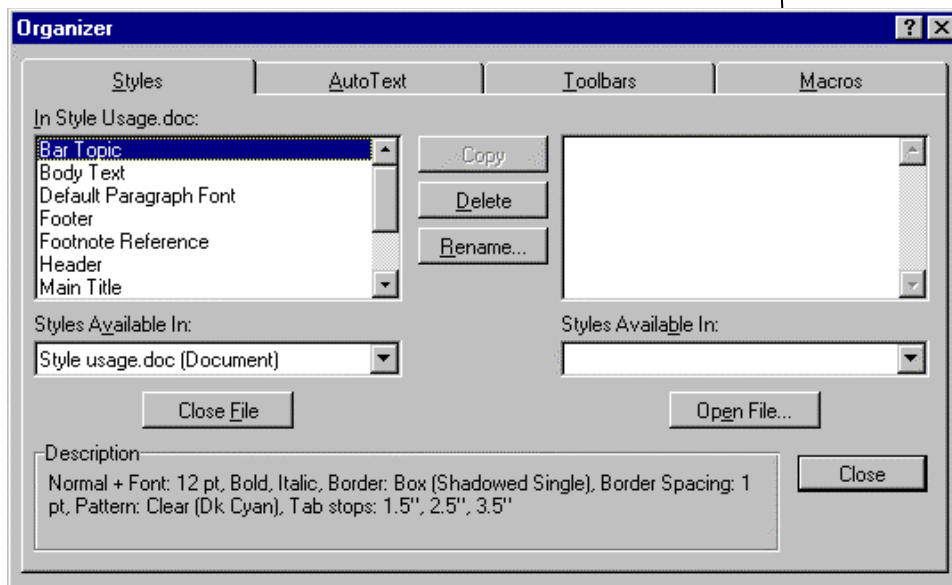 Organizer
Styles AutoText Toolbars Macros
In Style Usage.doc:
Bar Topic
Body Text
Default Paragraph Font
Footer
Footnote Reference
Header
Main Title
Copy
Delete
Rename...
Styles Available In:
Style usage.doc (Document)
Close File
Styles Available In:
Open File...
Description
Normal + Font: 12 pt, Bold, Italic, Border: Box (Shadowed Single), Border Spacing: 1
pt, Pattern: Clear (Dk Cyan), Tab stops: 1.5", 2.5", 3.5"
Close